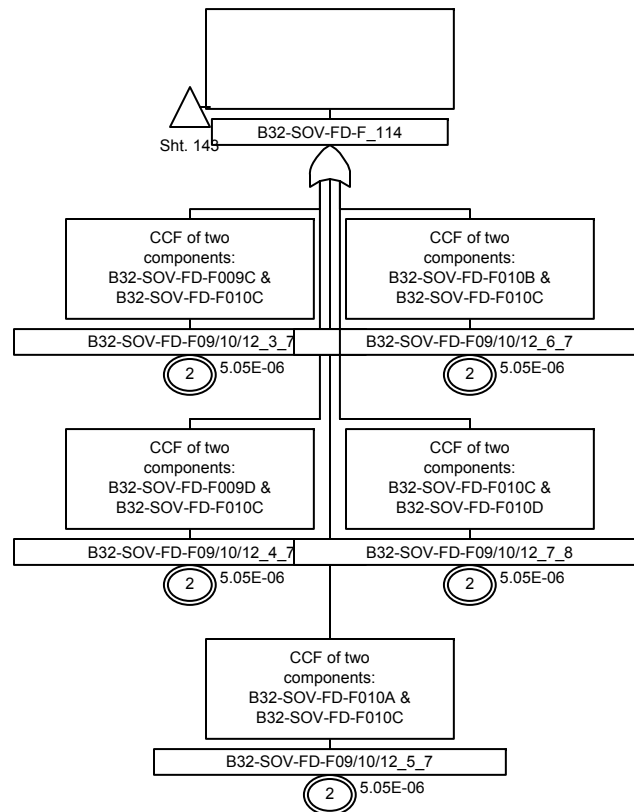 B32-SOV-FD-F_114
Sht. 143
CCF of two
components:
B32-SOV-FD-F009C &
B32-SOV-FD-F010C
B32-SOV-FD-F09/10/12_3_7
2
5.05E-06
CCF of two
components:
B32-SOV-FD-F010B &
B32-SOV-FD-F010C
B32-SOV-FD-F09/10/12_6_7
2
5.05E-06
CCF of two
components:
B32-SOV-FD-F009D &
B32-SOV-FD-F010C
B32-SOV-FD-F09/10/12_4_7
2
5.05E-06
CCF of two
components:
B32-SOV-FD-F010C &
B32-SOV-FD-F010D
B32-SOV-FD-F09/10/12_7_8
2
5.05E-06
CCF of two
components:
B32-SOV-FD-F010A &
B32-SOV-FD-F010C
B32-SOV-FD-F09/10/12_5_7
2
5.05E-06